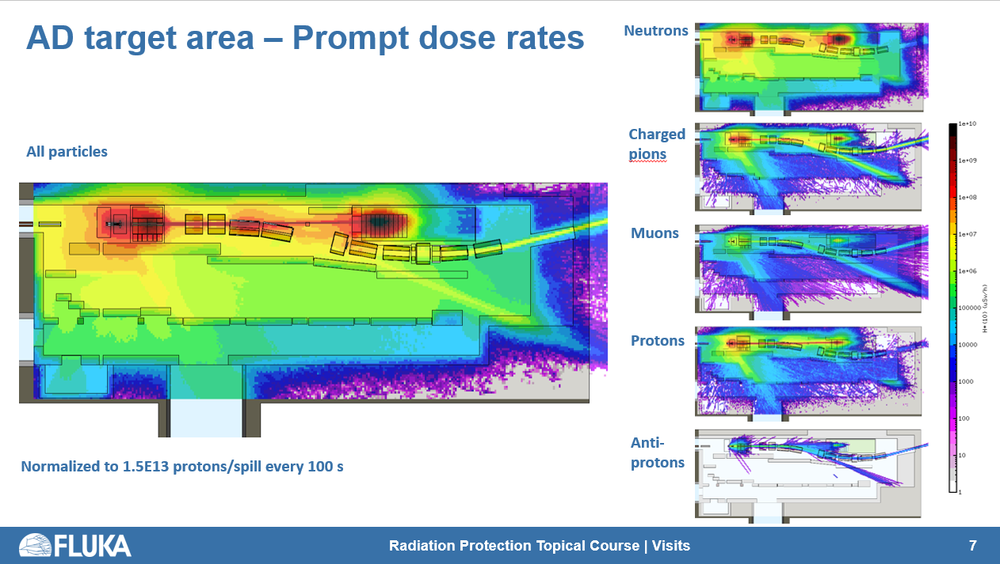 AD target area – Prompt dose rates
All particles
Normalized to 1.5E13 protons/spill every 100 s
Neutrons
Charged
pions
Muons
Protons
Anti-
protons
1e+10
1e+09
1e+08
1e+07
1e+06
100000
10000
1000
100
10
1
H*(10) (uSv/h)
FLUKA
Radiation Protection Topical Course | Visits
7